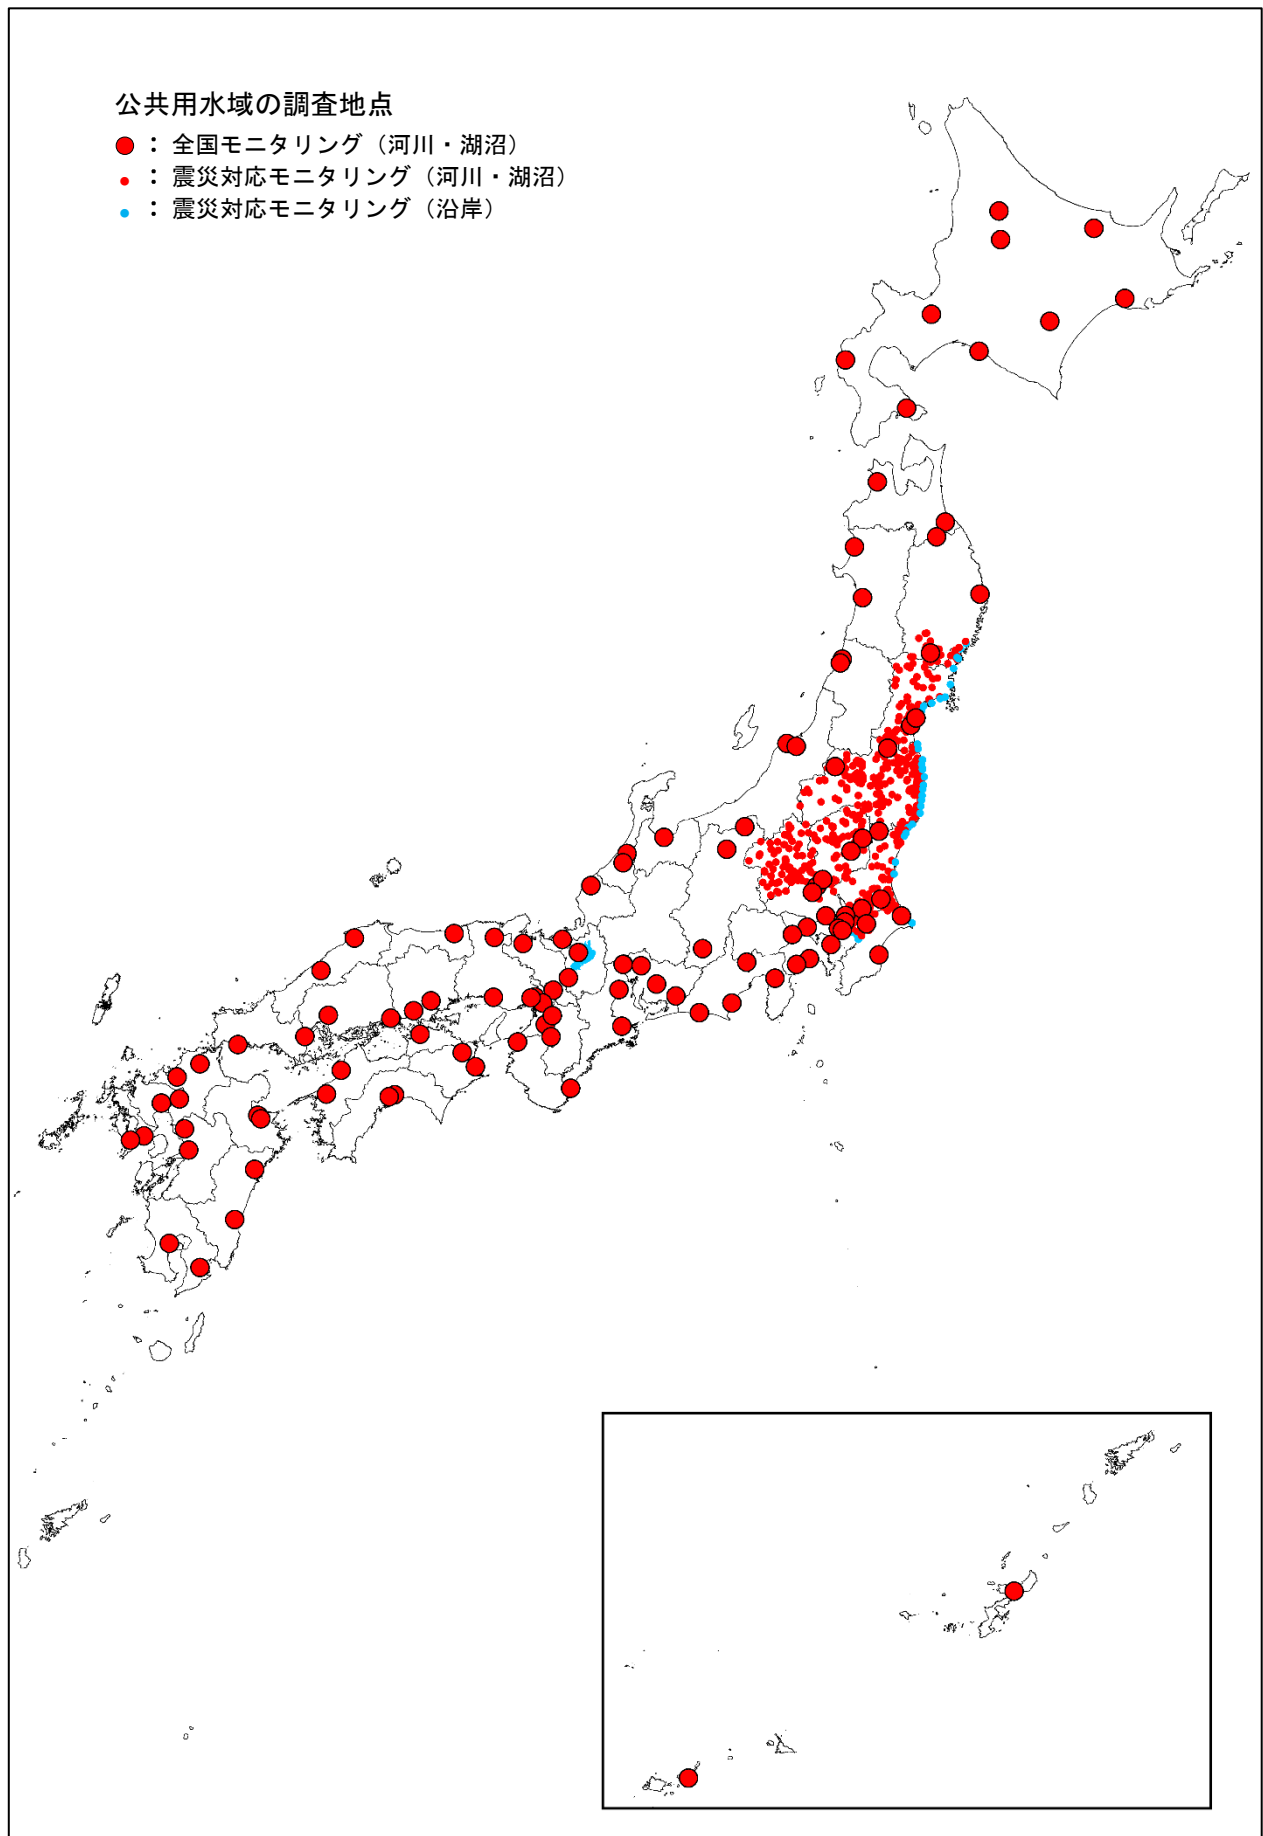 公共用水域の調査地点
：全国モニタリング（河川・湖沼）
：震災対応モニタリング（河川・湖沼）
：震災対応モニタリング（沿岸）